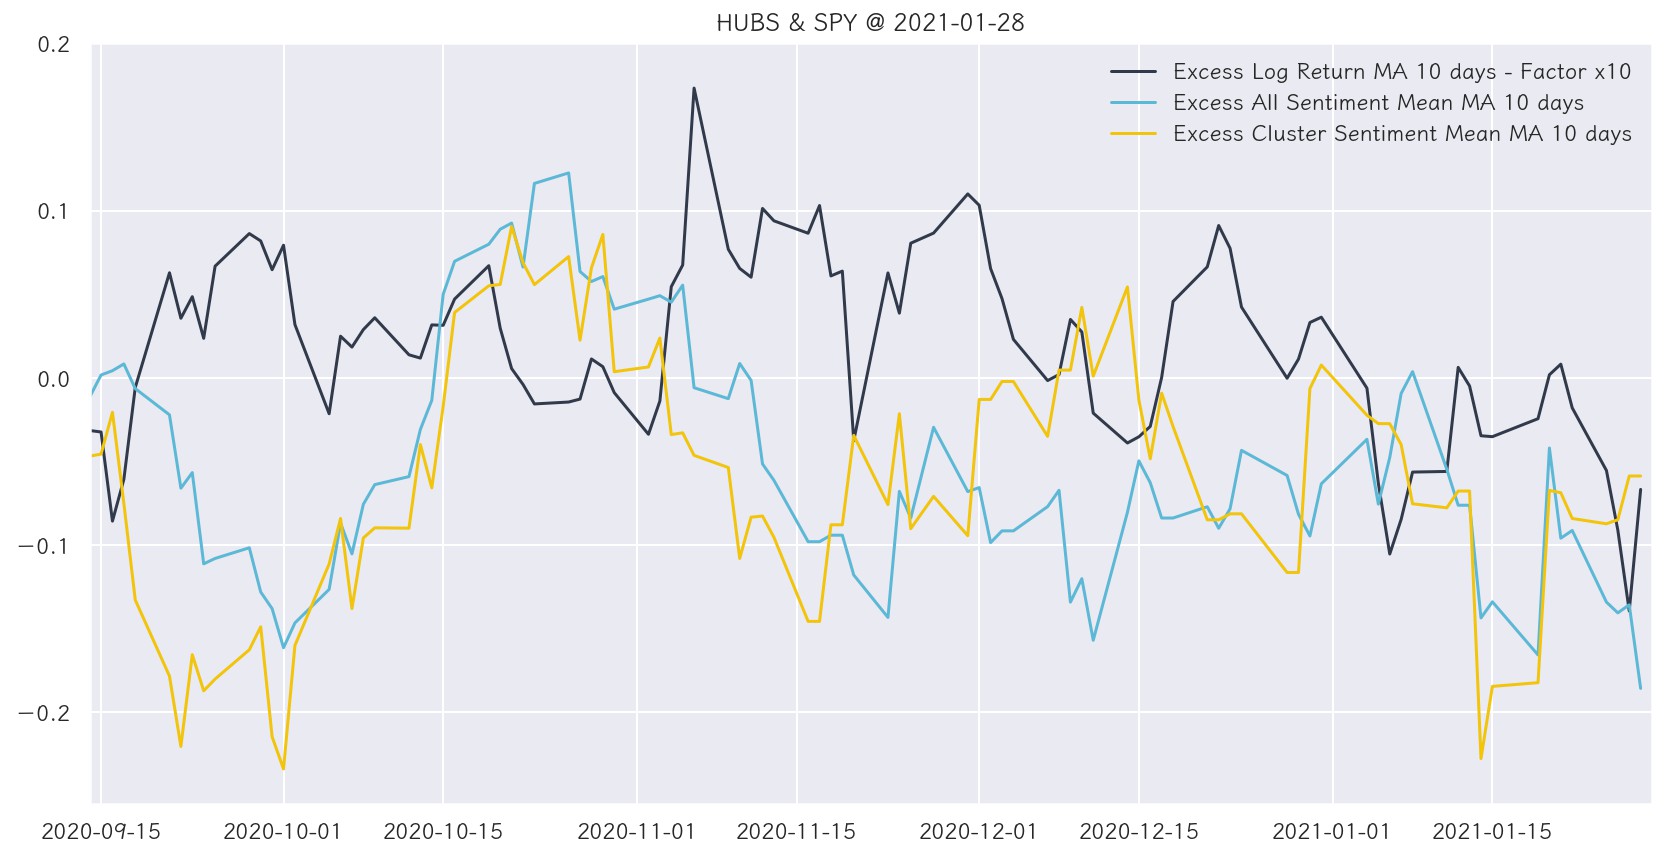 HUBS & SPY @ 2021-01-28
Excess Log Return MA 10 days - Factor x10
Excess All Sentiment Mean MA 10 days
Excess Cluster Sentiment Mean MA 10 days
0.2
0.1
0.0
−0.1
−0.2
2020-09-15 2020-10-01 2020-10-15 2020-11-01 2020-11-15 2020-12-01 2020-12-15 2021-01-01 2021-01-15